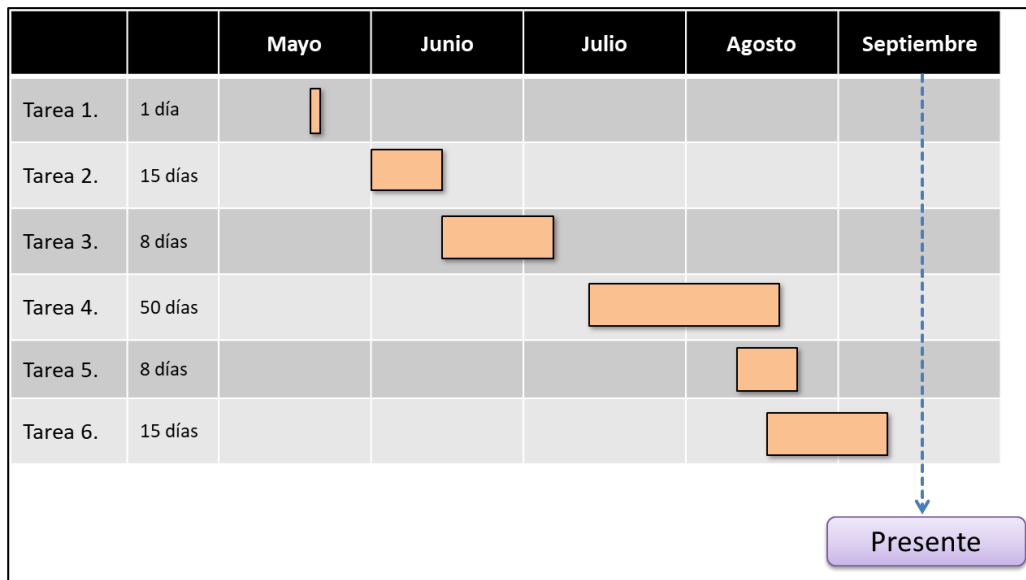 Mayo Junio Julio Agosto Septiembre
Tarea 1. 1 día
Tarea 2. 15 días
Tarea 3. 8 días
Tarea 4. 50 días
Tarea 5. 8 días
Tarea 6. 15 días
Presente